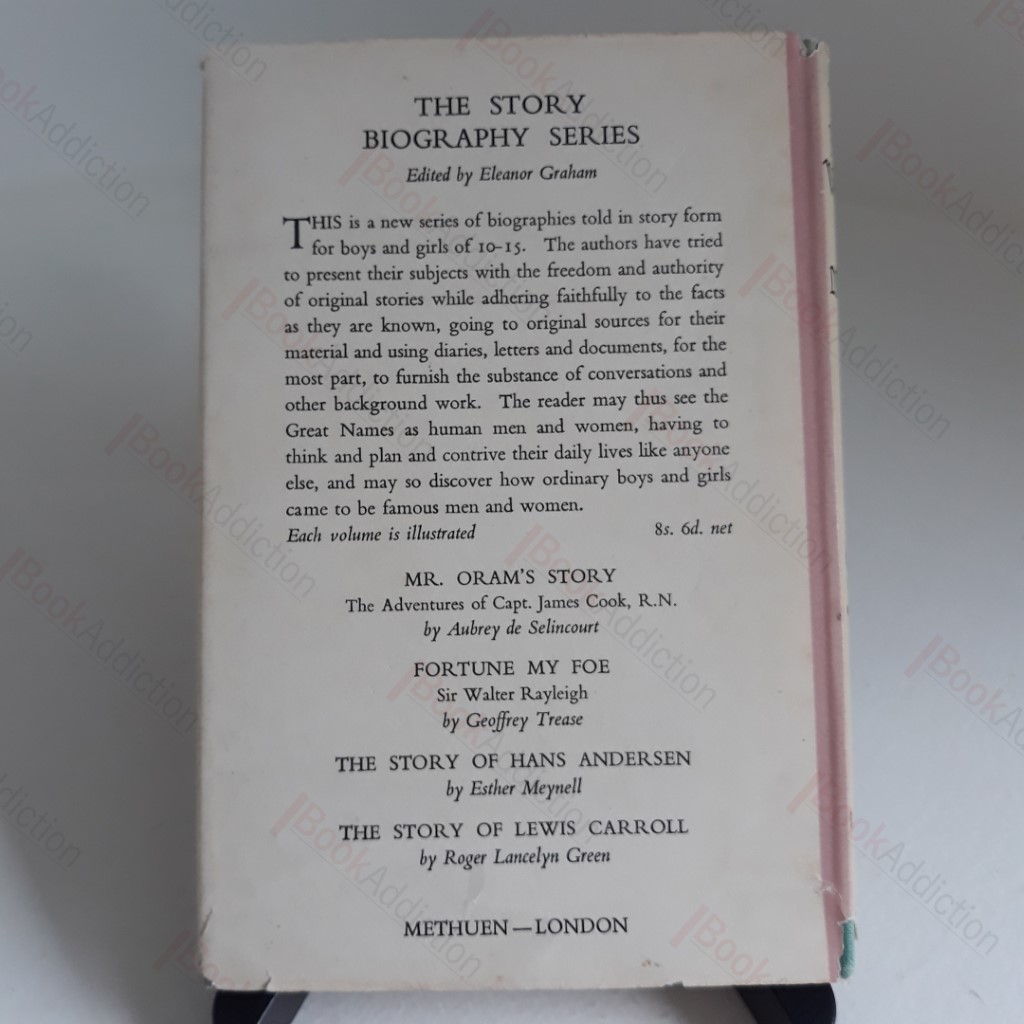 THE STORY
BIOGRAPHY SERIES
Edited by Eleanor Graham
THIS is a new series of biographies told in story form
for boys and girls of 10-15. The authors have tried
to present their subjects with the freedom and authority
of original stories while adhering faithfully to the facts
as they are known, going to original sources for their
material and using diaries, letters and documents, for the
most part, to furnish the substance of conversations and
other background work. The reader may thus see the
Great Names as human men and women, having to
think and plan and contrive their daily lives like anyone
else, and may so discover how ordinary boys and girls
came to be famous men and women.
Each volume is illustrated 8s. 6d. net
MR. ORAM'S STORY
The Adventures of Capt. James Cook, R.N.
by Aubrey de Selincourt
FORTUNE MY FOE
Sir Walter Rayleigh
by Geoffrey Trease
THE STORY OF HANS ANDERSEN
by Esther Meynell
THE STORY OF LEWIS CARROLL
by Roger Lancelyn Green
METHUEN—LONDON
BookAddiction